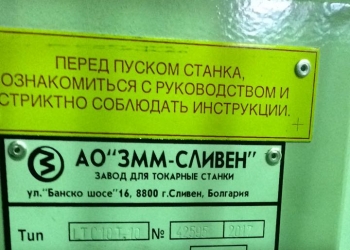 ПЕРЕД ПУСКОМ СТАНКА,
ОЗНАКОМИТЬСЯ С РУКОВОДСТВОМ И
СТРИКТНО СОБЛЮДАТЬ ИНСТРУКЦИИ.
АО "ЗММ-СЛИВЕН"
ЗАВОД ДЛЯ ТОКАРНЫЕ СТАНКИ
ул."Банско шосе"16, 8800 г.Сливен, Болгария
Тип №